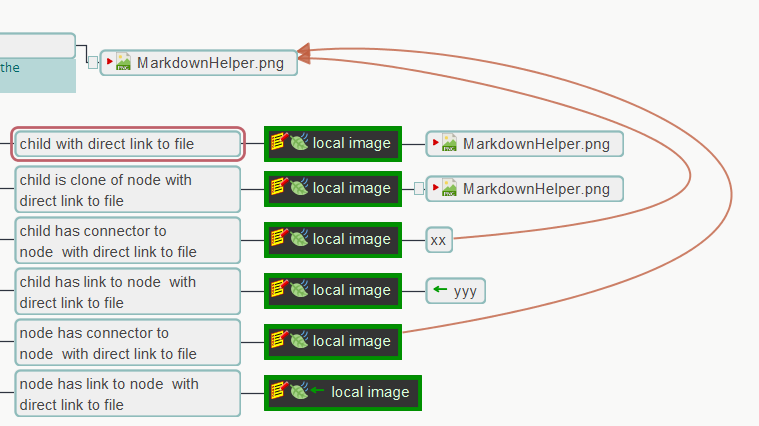 MarkdownHelper.png
the
child with direct link to file
local image
MarkdownHelper.png
child is clone of node with
direct link to file
local image
MarkdownHelper.png
child has connector to
node  with direct link to file
local image
xx
child has link to node  with
direct link to file
local image
yyy
node has connector to
node  with direct link to file
local image
node has link to node  with
direct link to file
local image